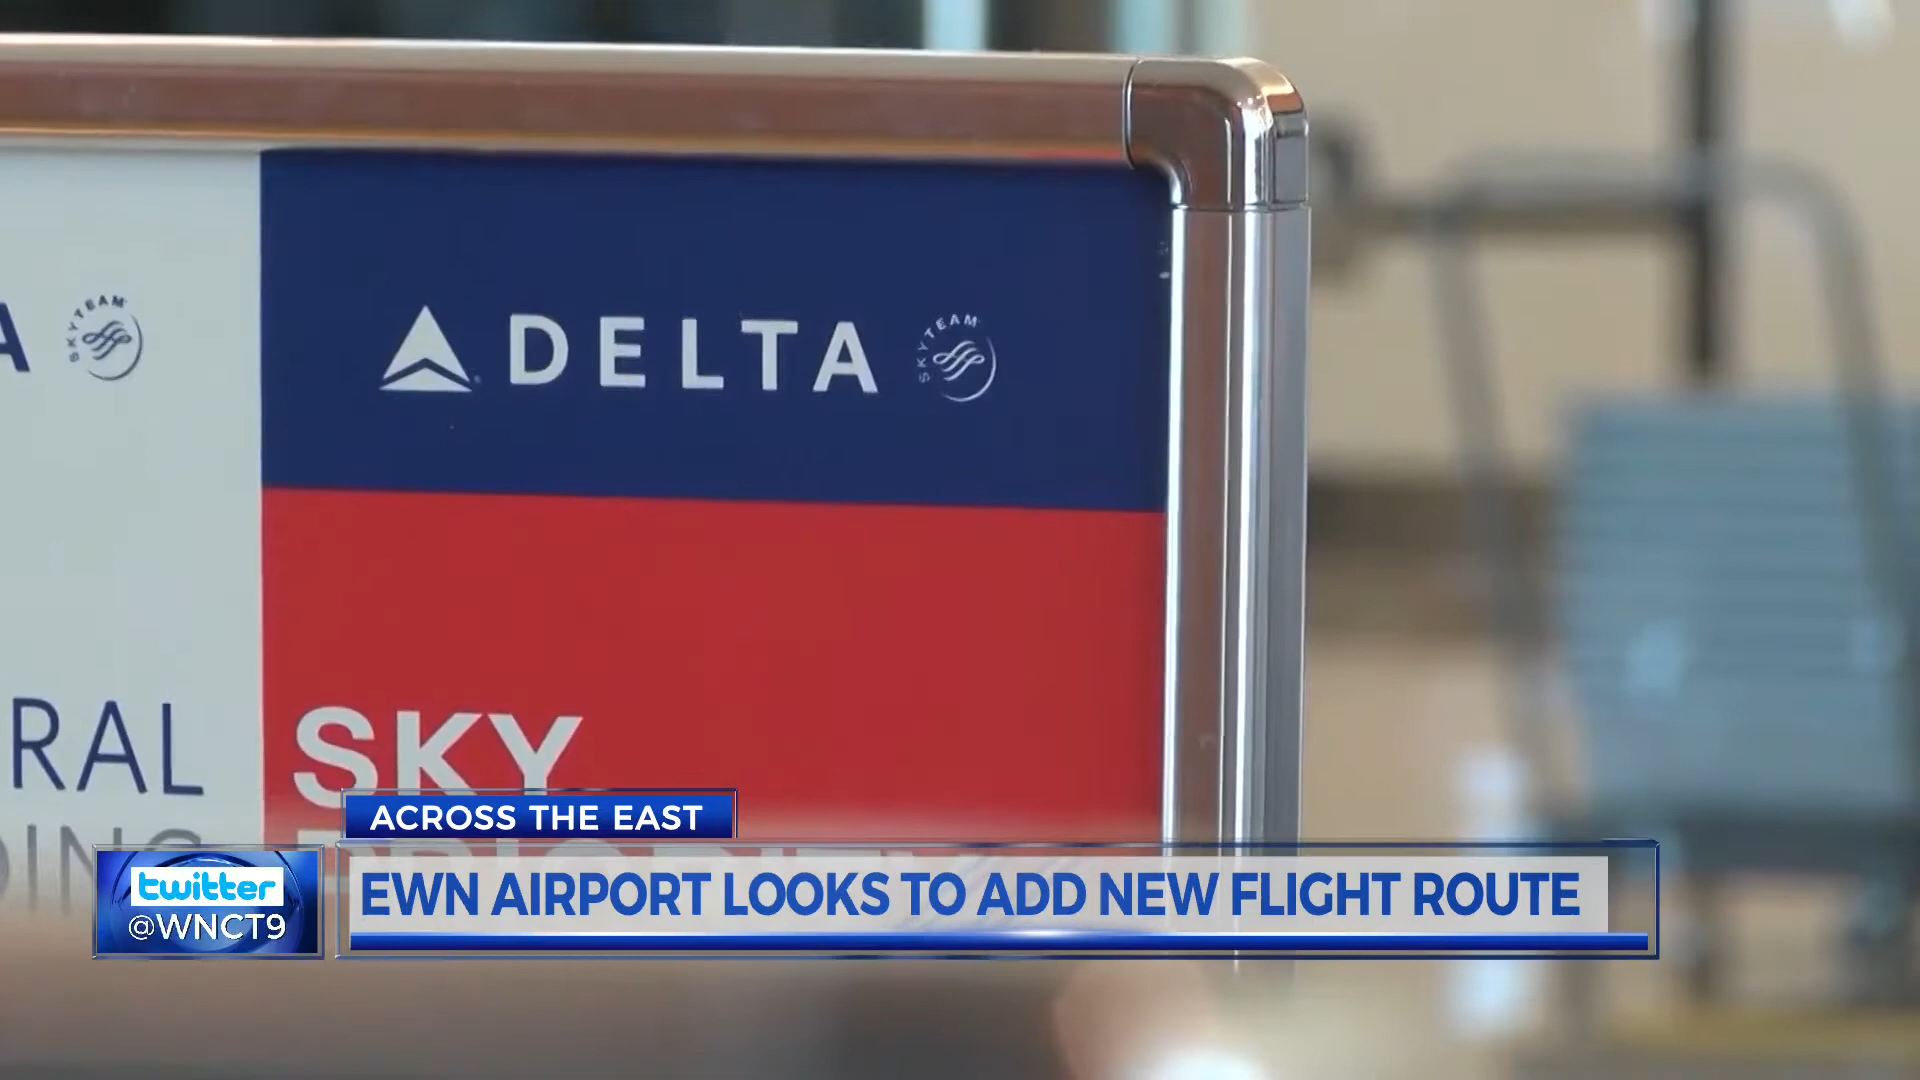 A SKYTEAM
DELTA SKYTEAM
RAL SKY
ACROSS THE EAST
twitter
@WNCT9
EWN AIRPORT LOOKS TO ADD NEW FLIGHT ROUTE